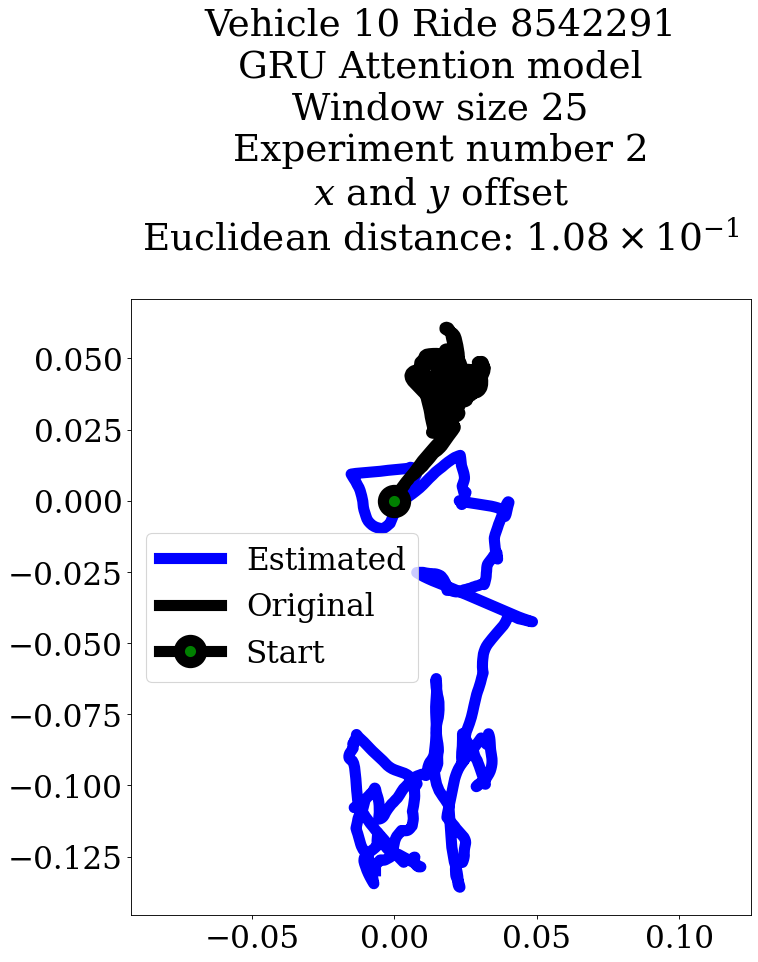 Vehicle 10 Ride 8542291
GRU Attention model
Window size 25
Experiment number 2
x and y offset
Euclidean distance: 1.08 × 10⁻¹
0.050
0.025
0.000
−0.025
−0.050
−0.075
−0.100
−0.125
Estimated
Original
Start
−0.05 0.00 0.05 0.10